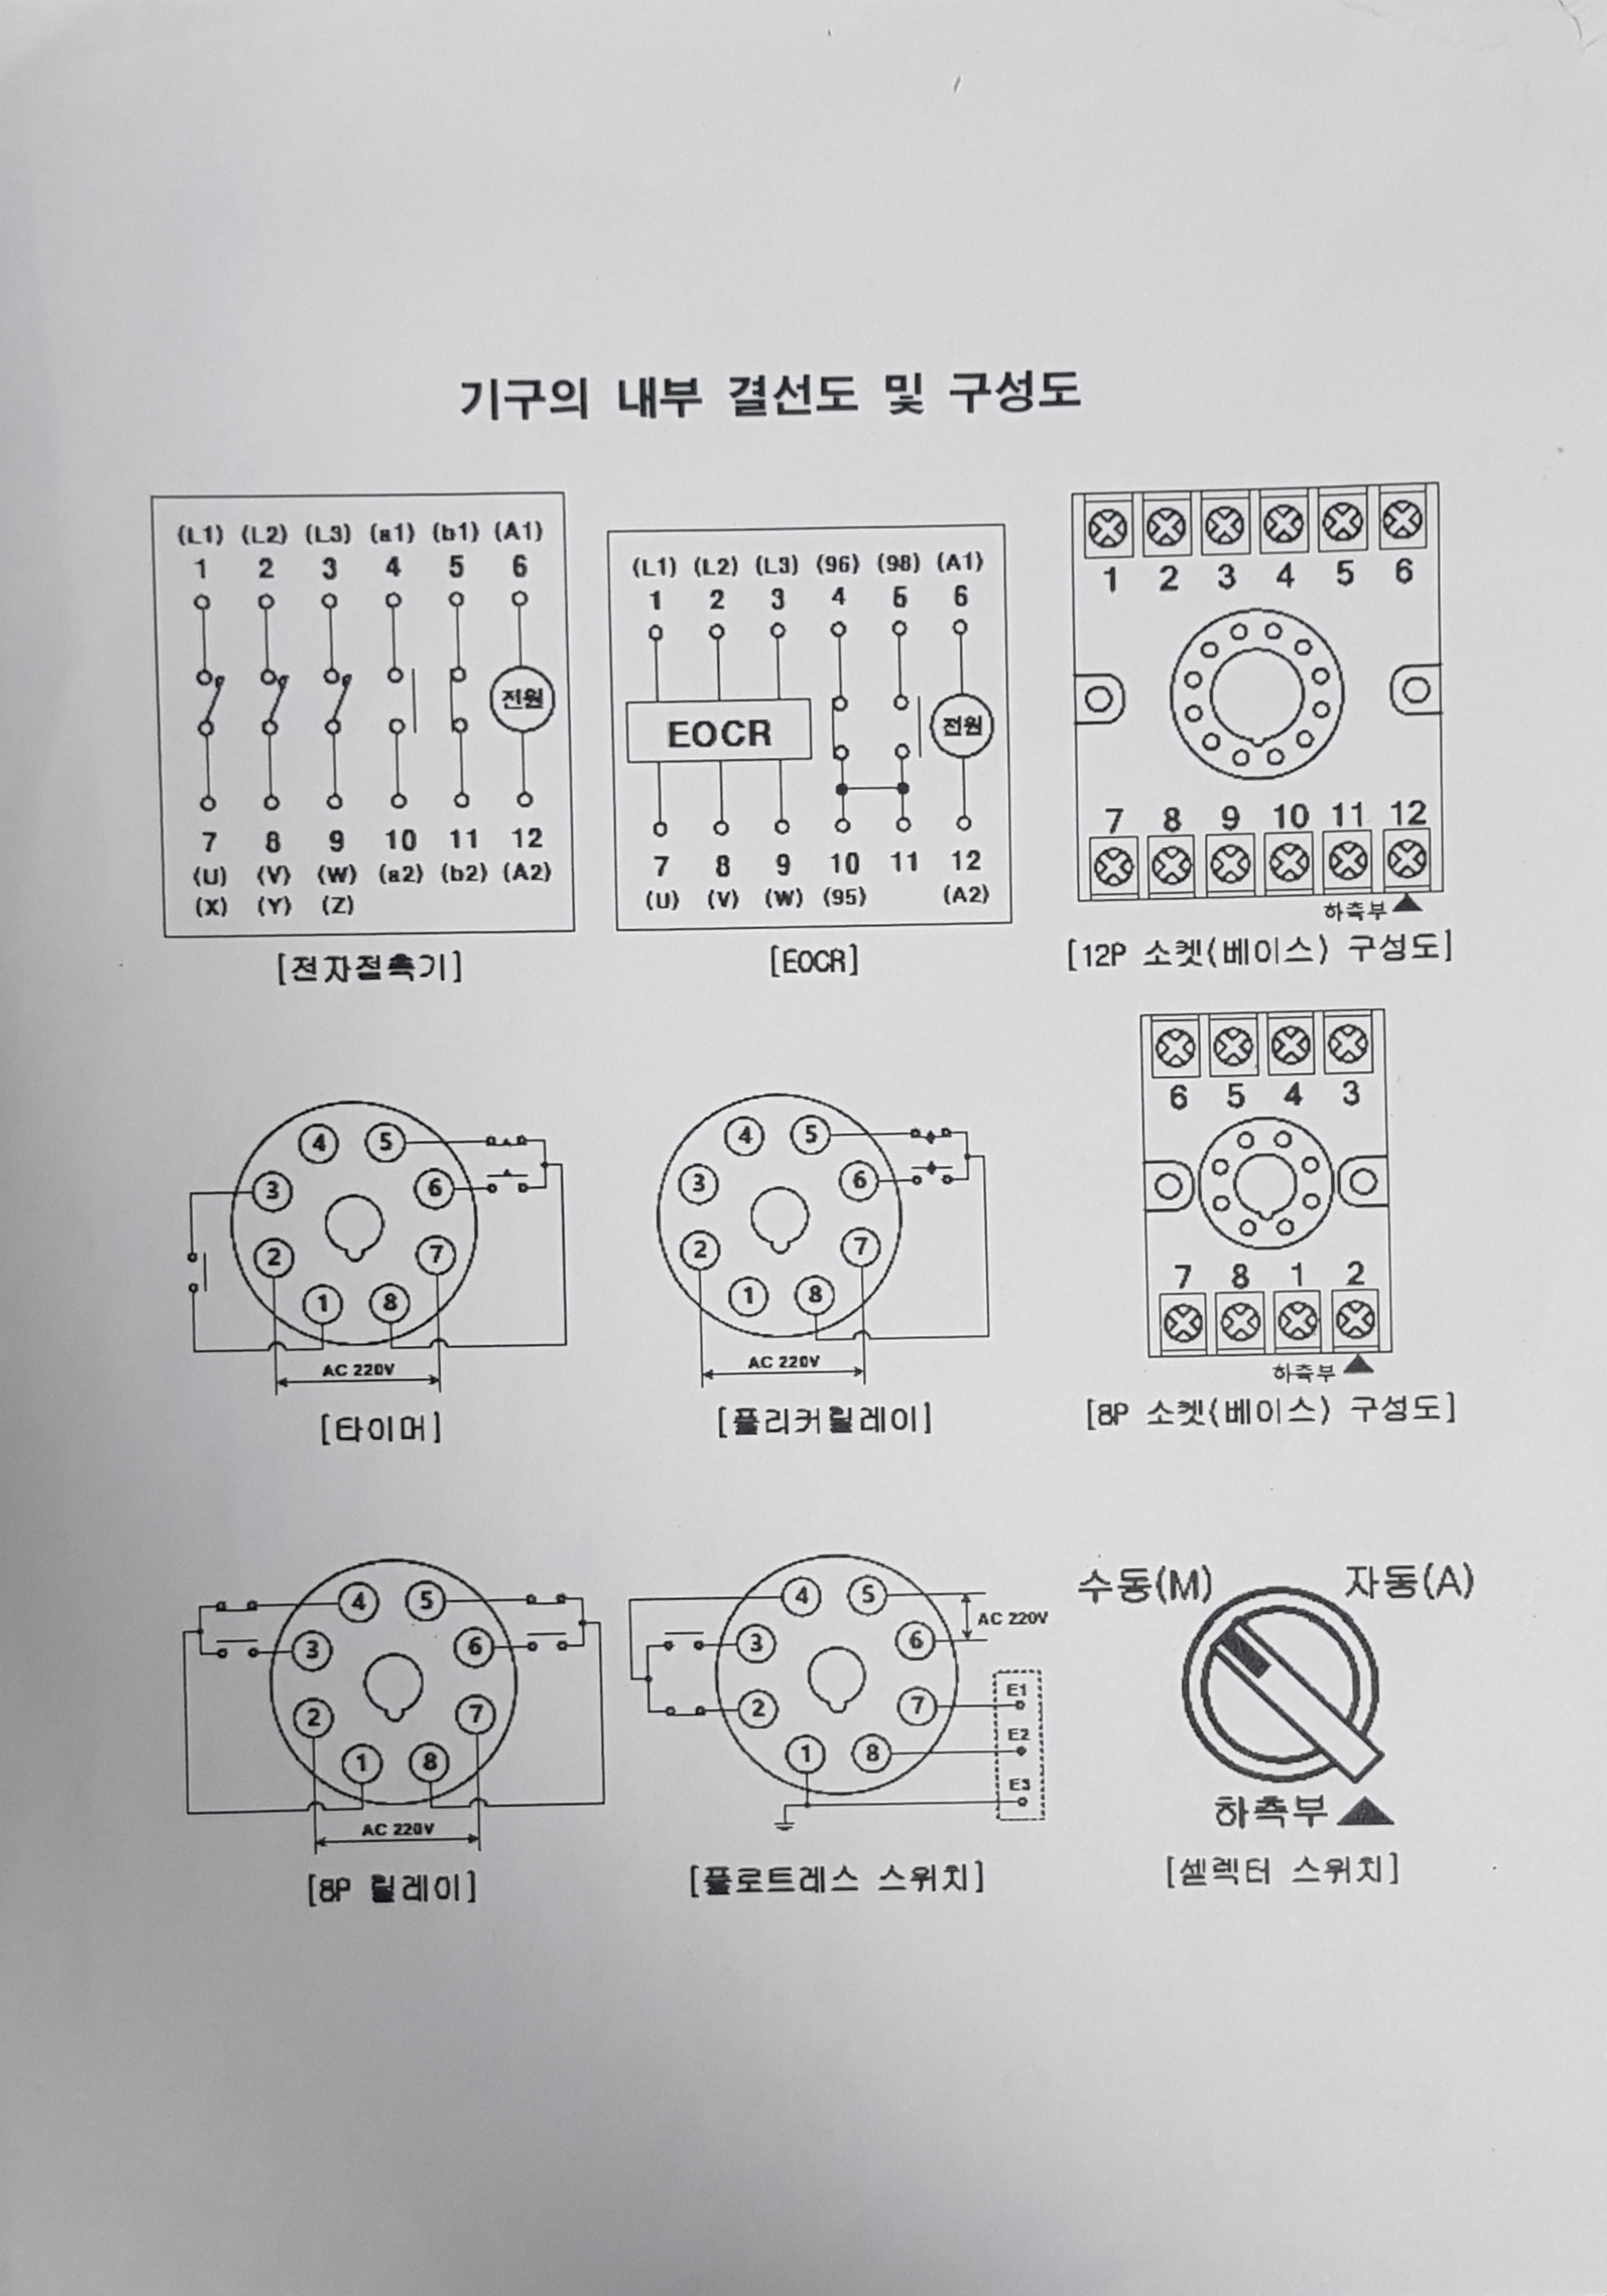 기구의 내부 결선도 및 구성도
(L1) (L2) (L3) (a1) (b1) (A1)
1 2 3 4 5 6
전원
7 8 9 10 11 12
(U) (V) (W) (a2) (b2) (A2)
(X) (Y) (Z)
[전자접촉기]
(L1) (L2) (L3) (96) (98) (A1)
1 2 3 4 5 6
EOCR
전원
7 8 9 10 11 12
(U) (V) (W) (95) (A2)
[EOCR]
1 2 3 4 5 6
7 8 9 10 11 12
하측부
[12P 소켓(베이스) 구성도]
4 5
3 6
2 7
1 8
AC 220V
[타이머]
4 5
3 6
2 7
1 8
AC 220V
[플리커릴레이]
6 5 4 3
7 8 1 2
하측부
[8P 소켓(베이스) 구성도]
4 5
3 6
2 7
1 8
AC 220V
[8P 릴레이]
4 5
AC 220V
3 6
E1
2 7
E2
1 8
E3
[플로트레스 스위치]
수동(M) 자동(A)
하측부
[셀렉터 스위치]